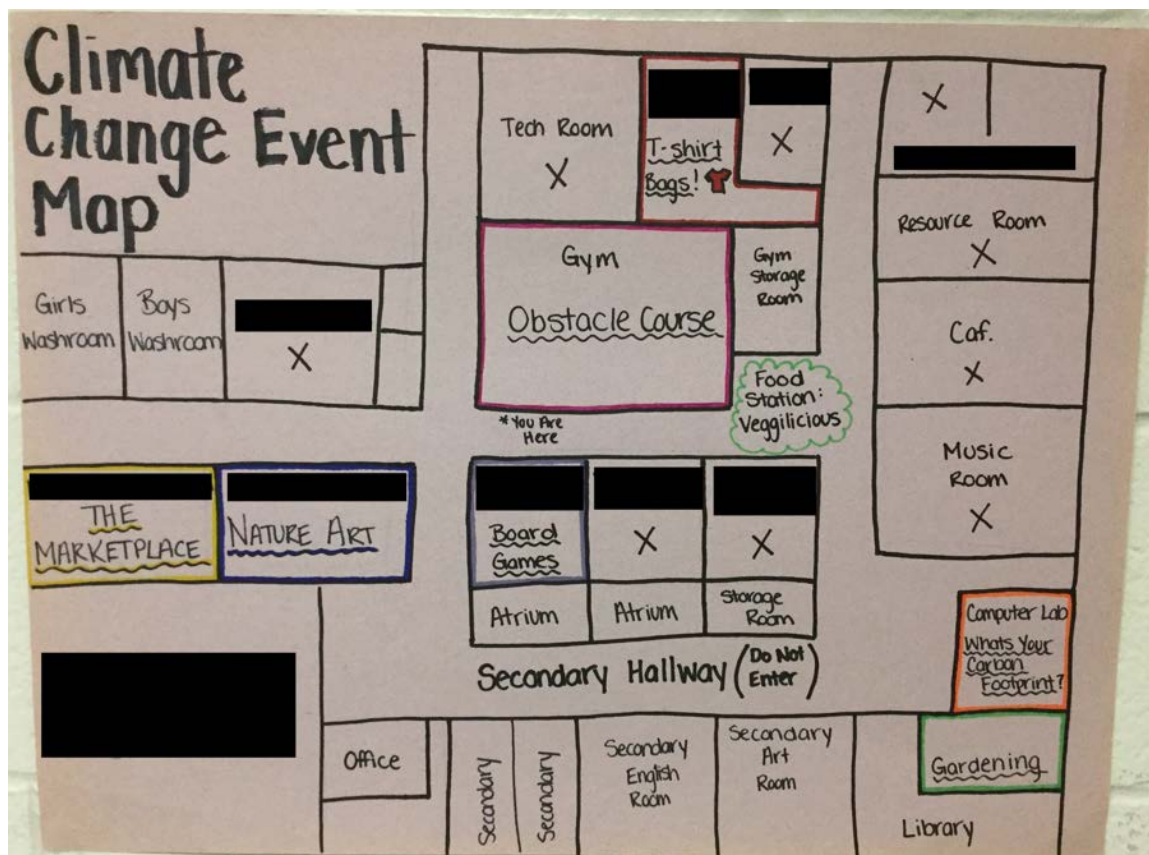 Climate
Change Event
Map
Tech Room
X
T-shirt
Bags!
X
X
Resource Room
X
Caf.
X
Music
Room
X
Girls
Washroom
Boys
Washroom
X
Gym
Obstacle Course
Gym
Storage
Room
Food
Station:
Veggilicious
*You Are
Here
THE
MARKETPLACE
NATURE ART
Board
Games
X
X
Atrium
Atrium
Storage
Room
Secondary Hallway (Do Not
Enter)
Computer Lab
Whats Your
Carbon
Footprint?
Gardening
Library
Office
Secondary
Secondary
Secondary
English
Room
Secondary
Art
Room